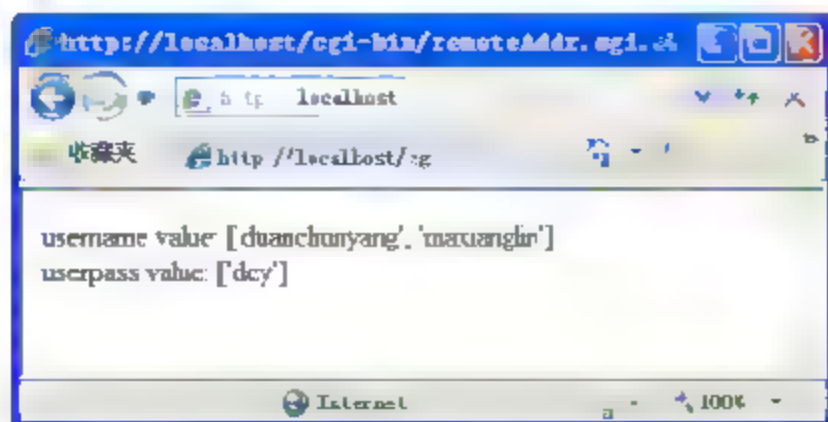 http://localhost/cgi-bin/remoteAddr.cgi
localhost
收藏夹 http://localhost/cg
username value: ['duanchunyang', 'maxianglin']
userpass value: ['dcy']
Internet 100%